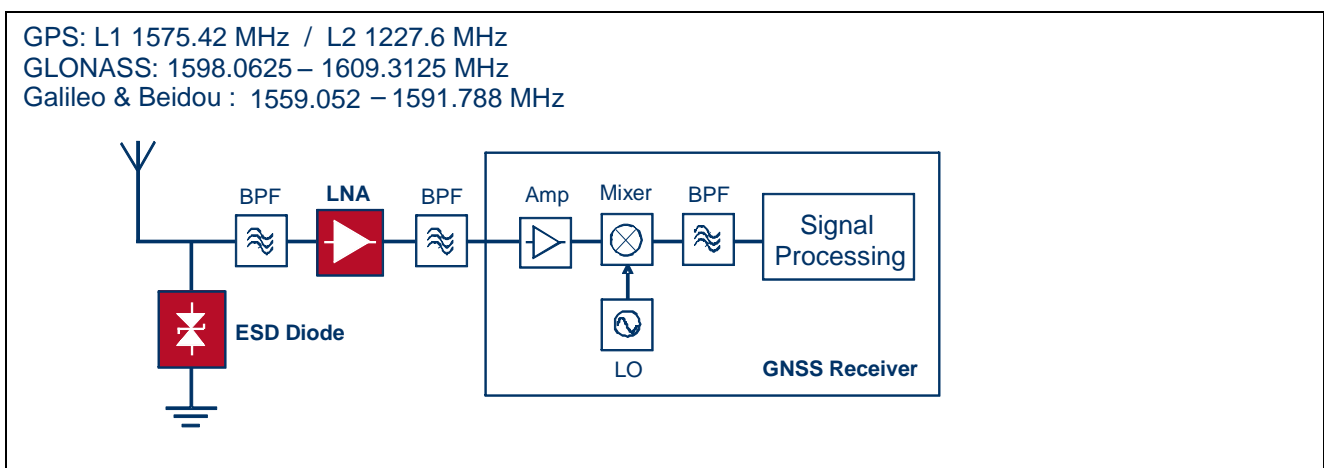 GPS: L1 1575.42 MHz / L2 1227.6 MHz
GLONASS: 1598.0625 – 1609.3125 MHz
Galileo & Beidou : 1559.052 – 1591.788 MHz
BPF
LNA
BPF
Amp
Mixer
BPF
Signal
Processing
ESD Diode
LO
GNSS Receiver